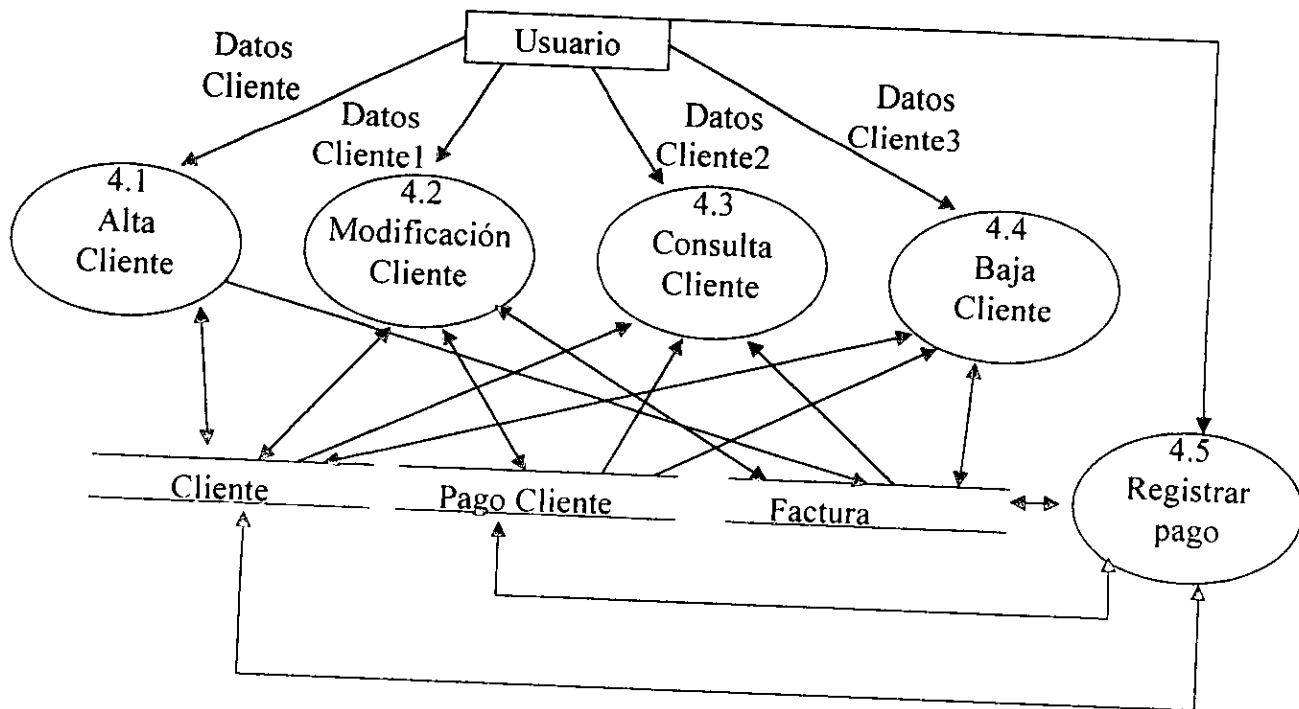 Usuario
Datos
Cliente
Datos
Cliente1
Datos
Cliente2
Datos
Cliente3
4.1
Alta
Cliente
4.2
Modificación
Cliente
4.3
Consulta
Cliente
4.4
Baja
Cliente
4.5
Registrar
pago
Cliente
Pago Cliente
Factura